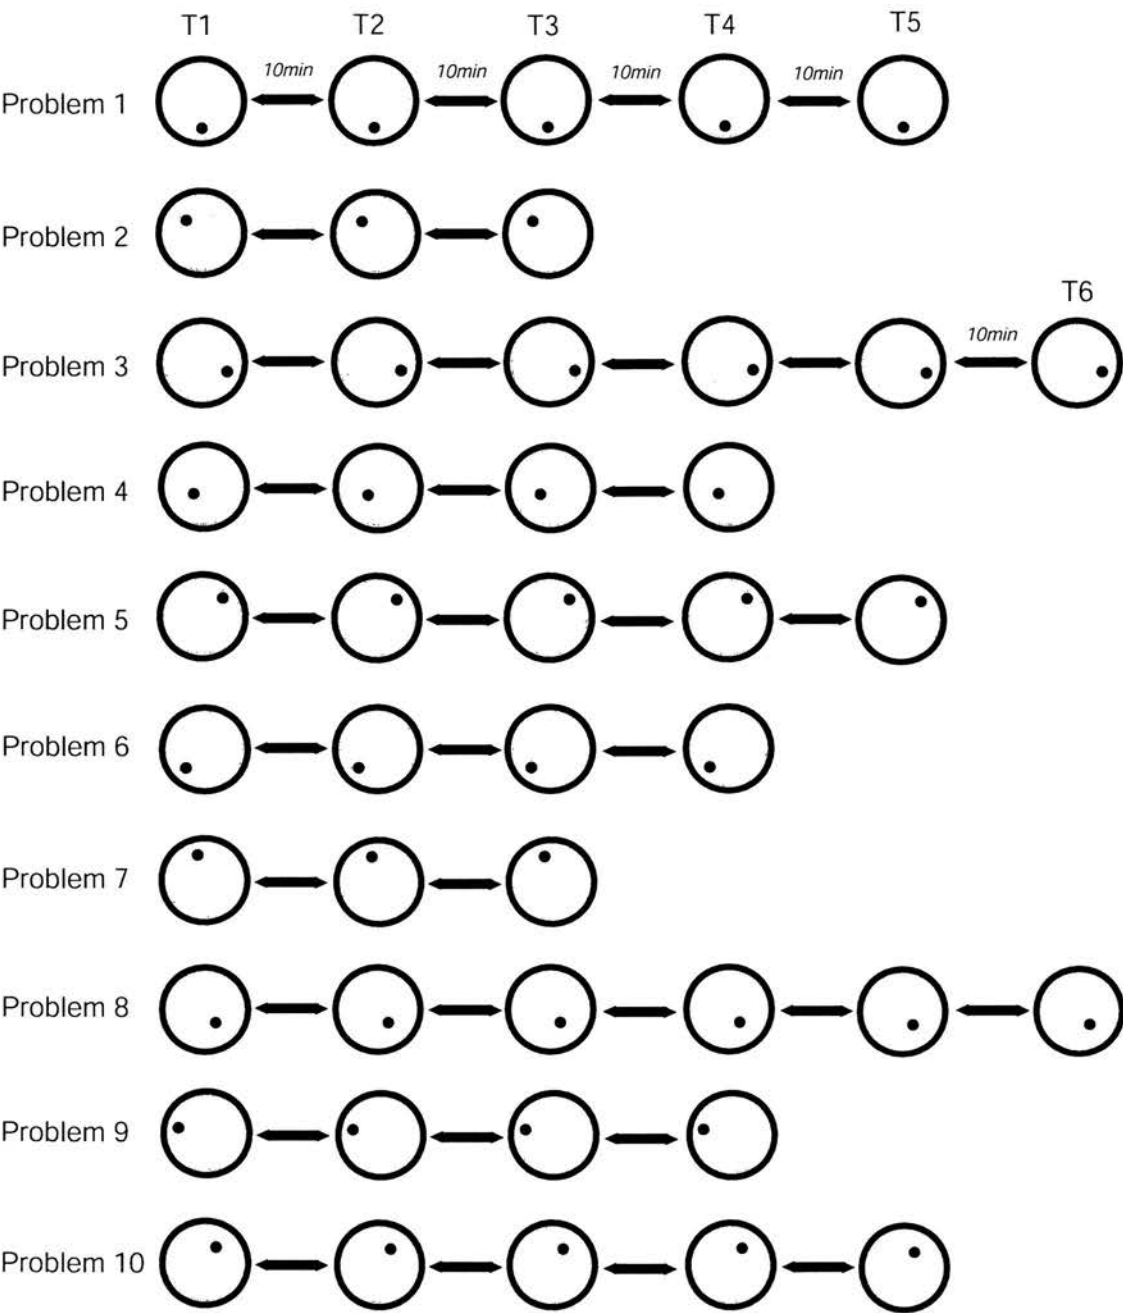 T1 T2 T3 T4 T5
10min 10min 10min 10min
Problem 1
Problem 2
T6
10min
Problem 3
Problem 4
Problem 5
Problem 6
Problem 7
Problem 8
Problem 9
Problem 10